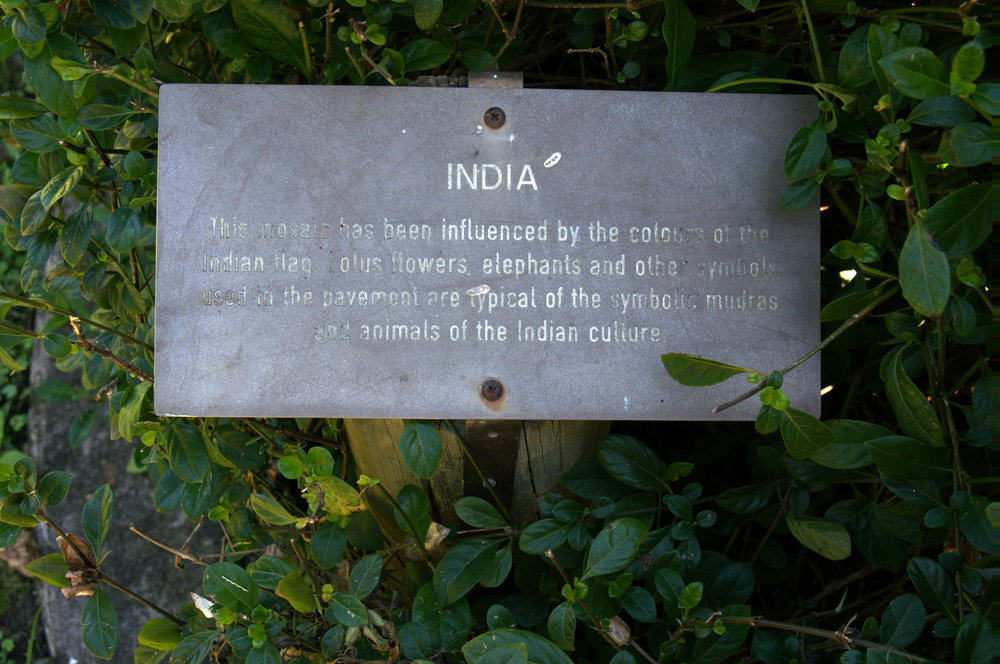 INDIA
This mosaic has been influenced by the colours of the
Indian flag. Lotus flowers, elephants and other symbols
used in the pavement are typical of the symbolic mudras
and animals of the Indian culture